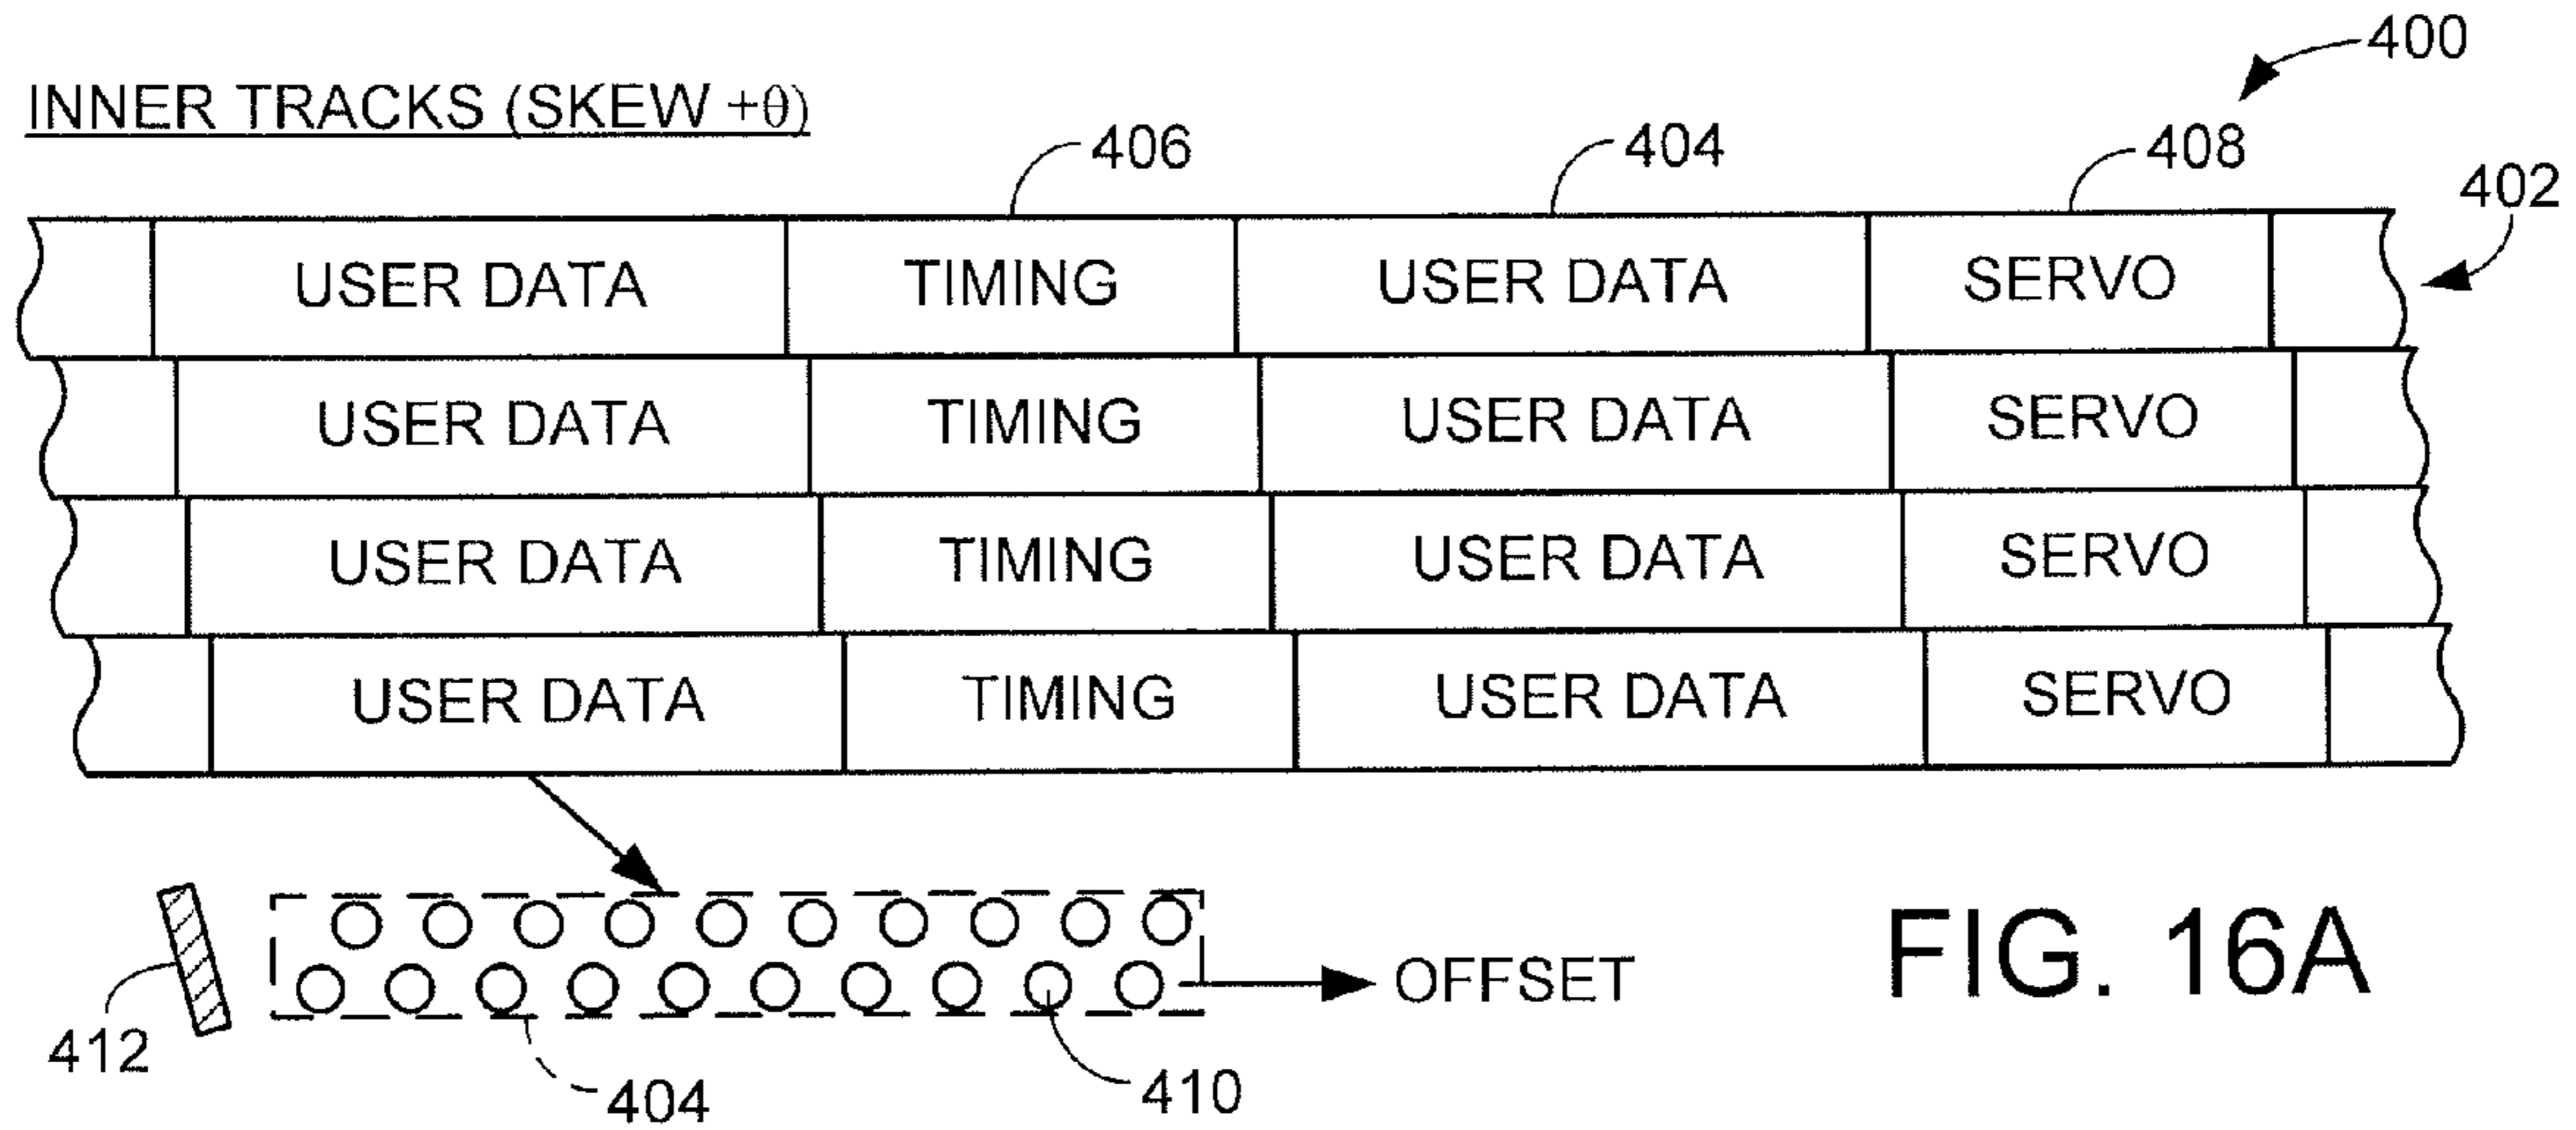 400
INNER TRACKS (SKEW +θ)
406
404
408
402
USER DATA TIMING USER DATA SERVO
USER DATA TIMING USER DATA SERVO
USER DATA TIMING USER DATA SERVO
USER DATA TIMING USER DATA SERVO
OFFSET
412
404
410
FIG. 16A